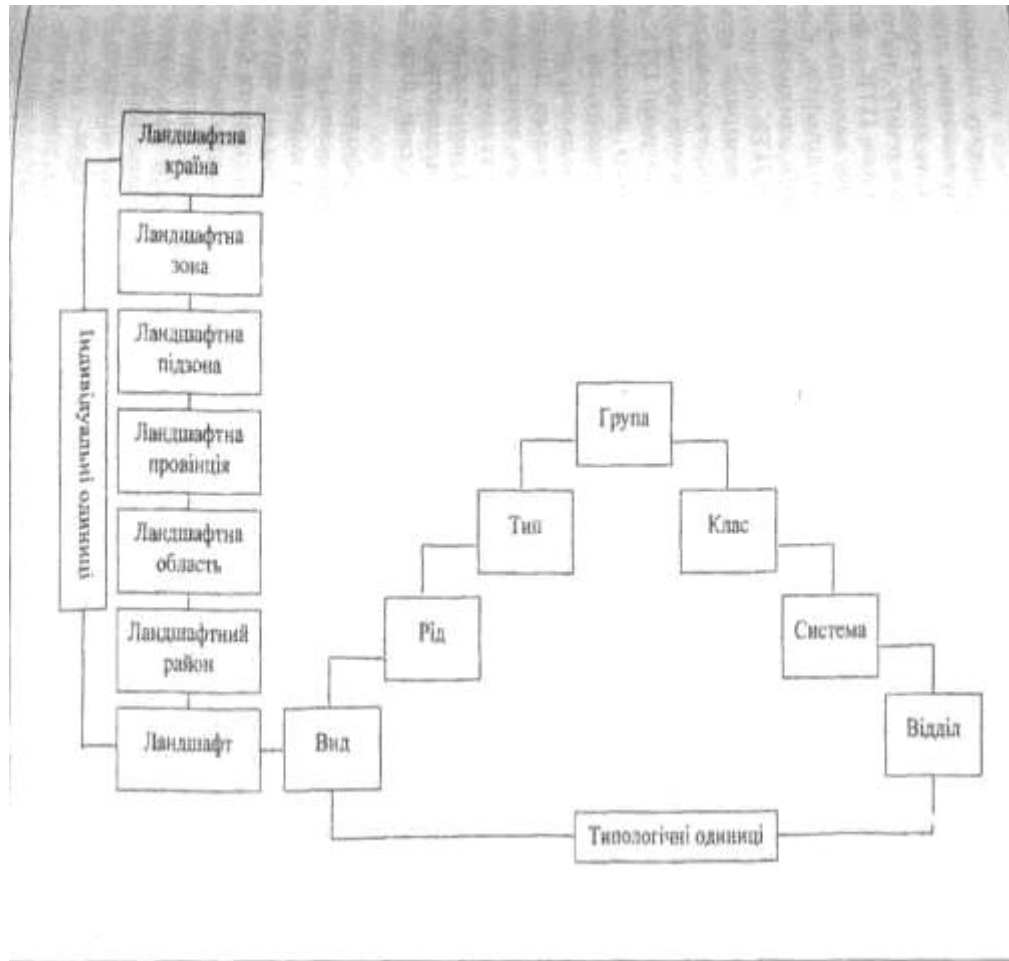 Ландшафтна
країна
Ландшафтна
зона
Ландшафтна
підзона
Ландшафтна
провінція
Ландшафтна
область
Ландшафтний
район
Ландшафт
Індивідуальні одиниці
Група
Тип
Клас
Рід
Система
Вид
Відділ
Типологічні одиниці